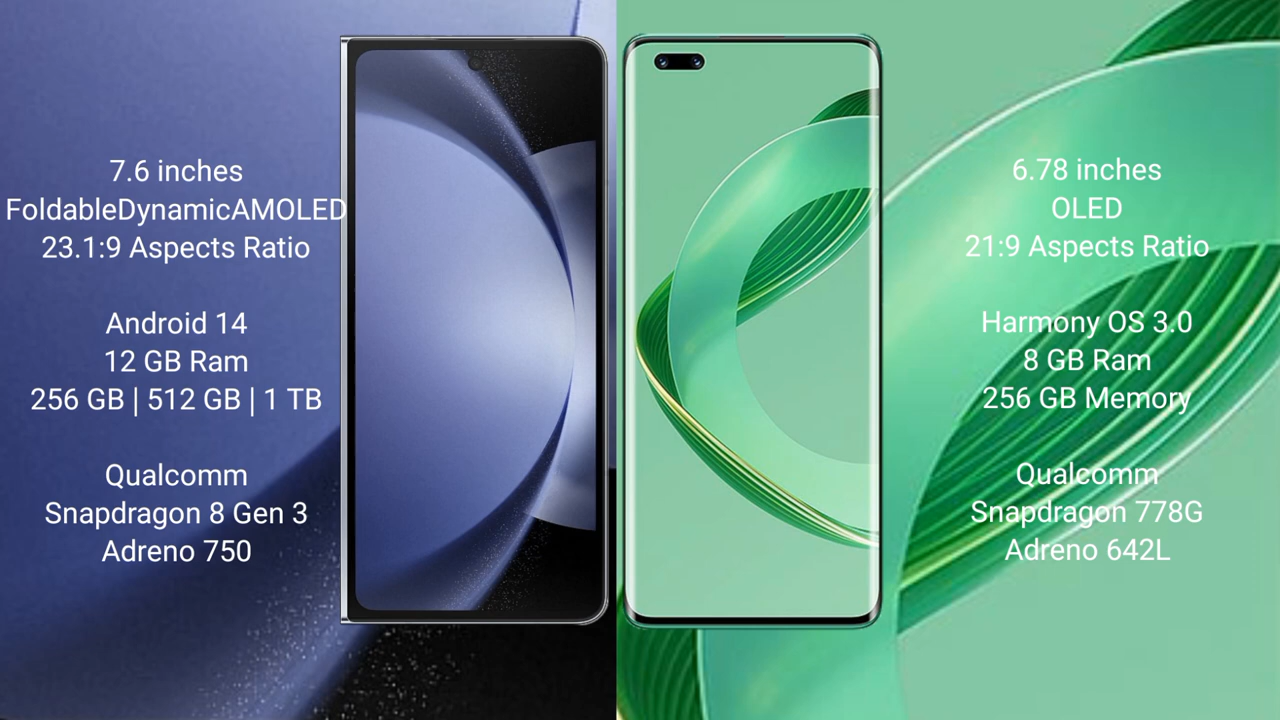 7.6 inches
FoldableDynamicAMOLED
23.1:9 Aspects Ratio
Android 14
12 GB Ram
256 GB | 512 GB | 1 TB
Qualcomm
Snapdragon 8 Gen 3
Adreno 750
6.78 inches
OLED
21:9 Aspects Ratio
Harmony OS 3.0
8 GB Ram
256 GB Memory
Qualcomm
Snapdragon 778G
Adreno 642L